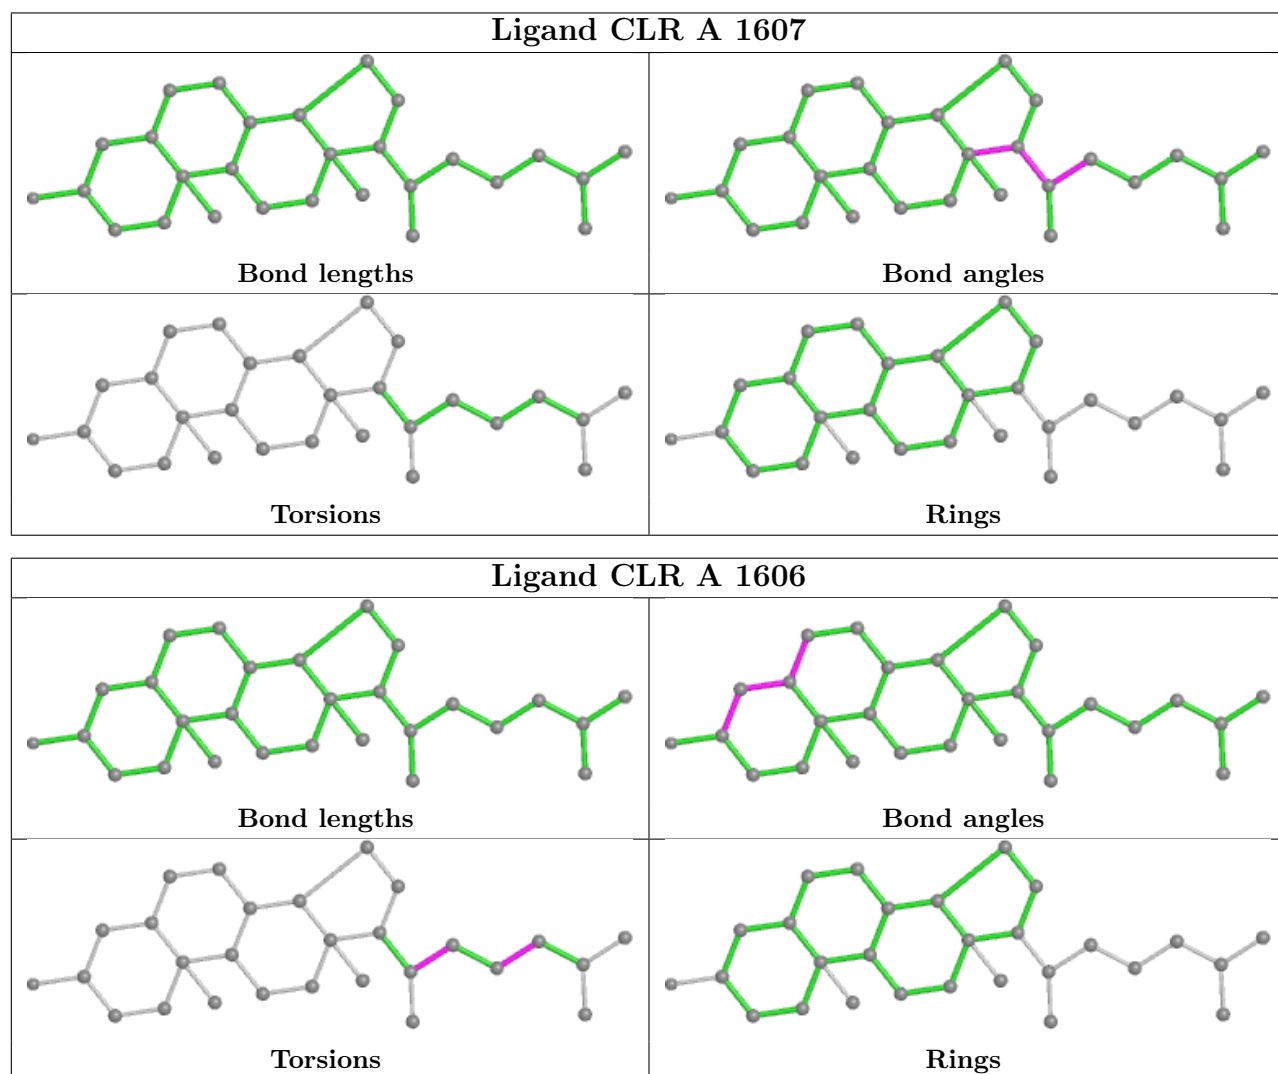 Ligand CLR A 1607
Bond lengths
Bond angles
Torsions
Rings
Ligand CLR A 1606
Bond lengths
Bond angles
Torsions
Rings